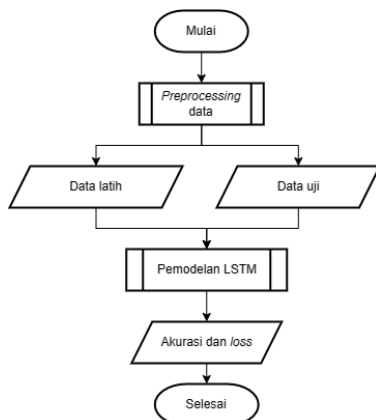 Mulai
Preprocessing
data
Data latih
Data uji
Pemodelan LSTM
Akurasi dan loss
Selesai